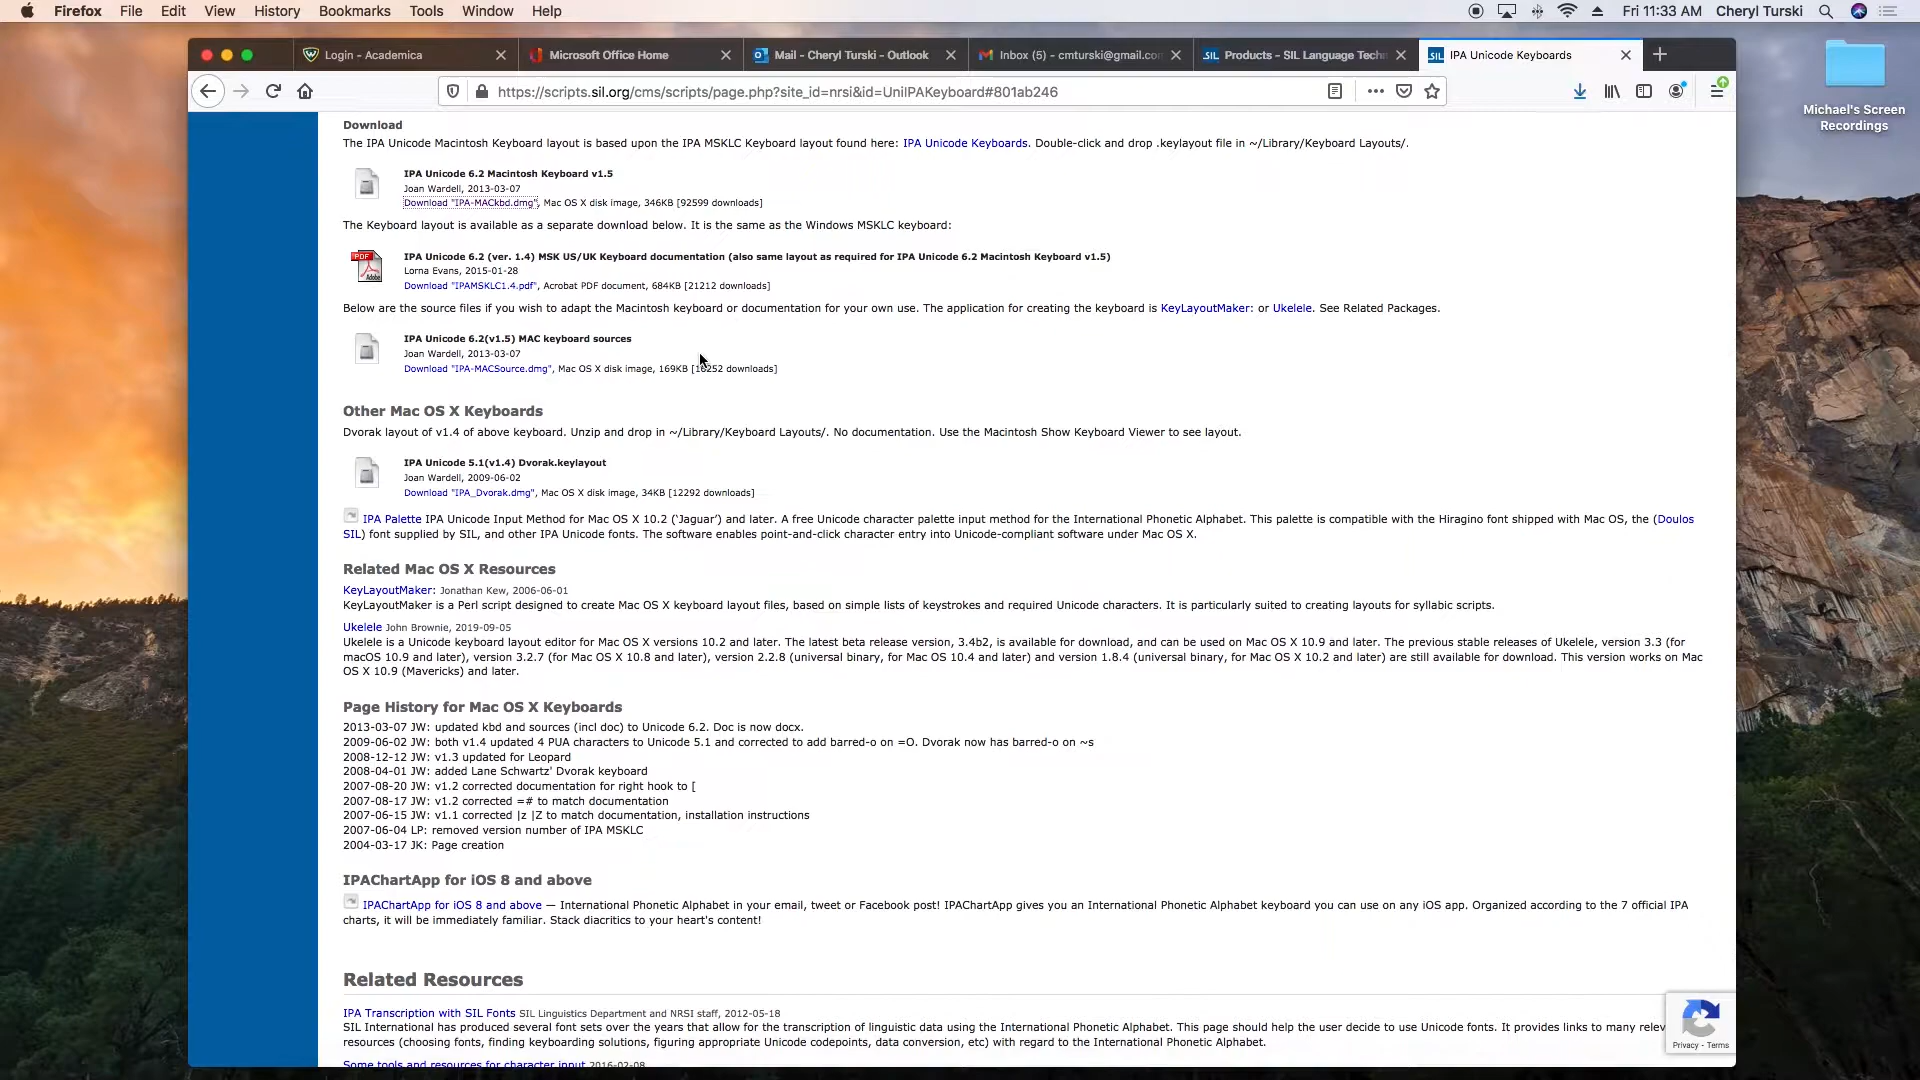 Firefox File Edit View History Bookmarks Tools Window Help Fri 11:33 AM Cheryl Turski
Login - Academica Microsoft Office Home Mail - Cheryl Turski - Outlook Inbox (5) - cmturski@gmail.co Products - SIL Language Tech IPA Unicode Keyboards
https://scripts.sil.org/cms/scripts/page.php?site_id=nrsi&id=UniIPAKeyboard#801ab246
Michael's Screen
Recordings
Download
The IPA Unicode Macintosh Keyboard layout is based upon the IPA MSKLC Keyboard layout found here: IPA Unicode Keyboards. Double-click and drop .keylayout file in ~/Library/Keyboard Layouts/.
IPA Unicode 6.2 Macintosh Keyboard v1.5
Joan Wardell, 2013-03-07
Download "IPA-MACkbd.dmg", Mac OS X disk image, 346KB [92599 downloads]
The Keyboard layout is available as a separate download below. It is the same as the Windows MSKLC keyboard:
PDF
Adobe
IPA Unicode 6.2 (ver. 1.4) MSK US/UK Keyboard documentation (also same layout as required for IPA Unicode 6.2 Macintosh Keyboard v1.5)
Lorna Evans, 2015-01-28
Download "IPAMSKLC1.4.pdf", Acrobat PDF document, 684KB [21212 downloads]
Below are the source files if you wish to adapt the Macintosh keyboard or documentation for your own use. The application for creating the keyboard is KeyLayoutMaker: or Ukelele. See Related Packages.
IPA Unicode 6.2(v1.5) MAC keyboard sources
Joan Wardell, 2013-03-07
Download "IPA-MACSource.dmg", Mac OS X disk image, 169KB downloads]
Other Mac OS X Keyboards
Dvorak layout of v1.4 of above keyboard. Unzip and drop in ~/Library/Keyboard Layouts/. No documentation. Use the Macintosh Show Keyboard Viewer to see layout.
IPA Unicode 5.1(v1.4) Dvorak.keylayout
Joan Wardell, 2009-06-02
Download "IPA_Dvorak.dmg", Mac OS X disk image, 34KB [12292 downloads]
IPA Palette IPA Unicode Input Method for Mac OS X 10.2 ('Jaguar') and later. A free Unicode character palette input method for the International Phonetic Alphabet. This palette is compatible with the Hiragino font shipped with Mac OS, the (Doulos
SIL) font supplied by SIL, and other IPA Unicode fonts. The software enables point-and-click character entry into Unicode-compliant software under Mac OS X.
Related Mac OS X Resources
KeyLayoutMaker: Jonathan Kew, 2006-06-01
KeyLayoutMaker is a Perl script designed to create Mac OS X keyboard layout files, based on simple lists of keystrokes and required Unicode characters. It is particularly suited to creating layouts for syllabic scripts.
Ukelele John Brownie, 2019-09-05
Ukelele is a Unicode keyboard layout editor for Mac OS X versions 10.2 and later. The latest beta release version, 3.4b2, is available for download, and can be used on Mac OS X 10.9 and later. The previous stable releases of Ukelele, version 3.3 (for
macOS 10.9 and later), version 3.2.7 (for Mac OS X 10.8 and later), version 2.2.8 (universal binary, for Mac OS 10.4 and later) and version 1.8.4 (universal binary, for Mac OS X 10.2 and later) are still available for download. This version works on Mac
OS X 10.9 (Mavericks) and later.
Page History for Mac OS X Keyboards
2013-03-07 JW: updated kbd and sources (incl doc) to Unicode 6.2. Doc is now docx.
2009-06-02 JW: both v1.4 updated 4 PUA characters to Unicode 5.1 and corrected to add barred-o on =O. Dvorak now has barred-o on ~s
2008-12-12 JW: v1.3 updated for Leopard
2008-04-01 JW: added Lane Schwartz' Dvorak keyboard
2007-08-20 JW: v1.2 corrected documentation for right hook to [
2007-08-17 JW: v1.2 corrected =# to match documentation
2007-06-15 JW: v1.1 corrected |z |Z to match documentation, installation instructions
2007-06-04 LP: removed version number of IPA MSKLC
2004-03-17 JK: Page creation
IPAChartApp for iOS 8 and above
IPAChartApp for iOS 8 and above — International Phonetic Alphabet in your email, tweet or Facebook post! IPAChartApp gives you an International Phonetic Alphabet keyboard you can use on any iOS app. Organized according to the 7 official IPA
charts, it will be immediately familiar. Stack diacritics to your heart's content!
Related Resources
IPA Transcription with SIL Fonts SIL Linguistics Department and NRSI staff, 2012-05-18
SIL International has produced several font sets over the years that allow for the transcription of linguistic data using the International Phonetic Alphabet. This page should help the user decide to use Unicode fonts. It provides links to many relev
resources (choosing fonts, finding keyboarding solutions, figuring appropriate Unicode codepoints, data conversion, etc) with regard to the International Phonetic Alphabet.
Some tools and resources for character input 2016-02-08
Privacy - Terms